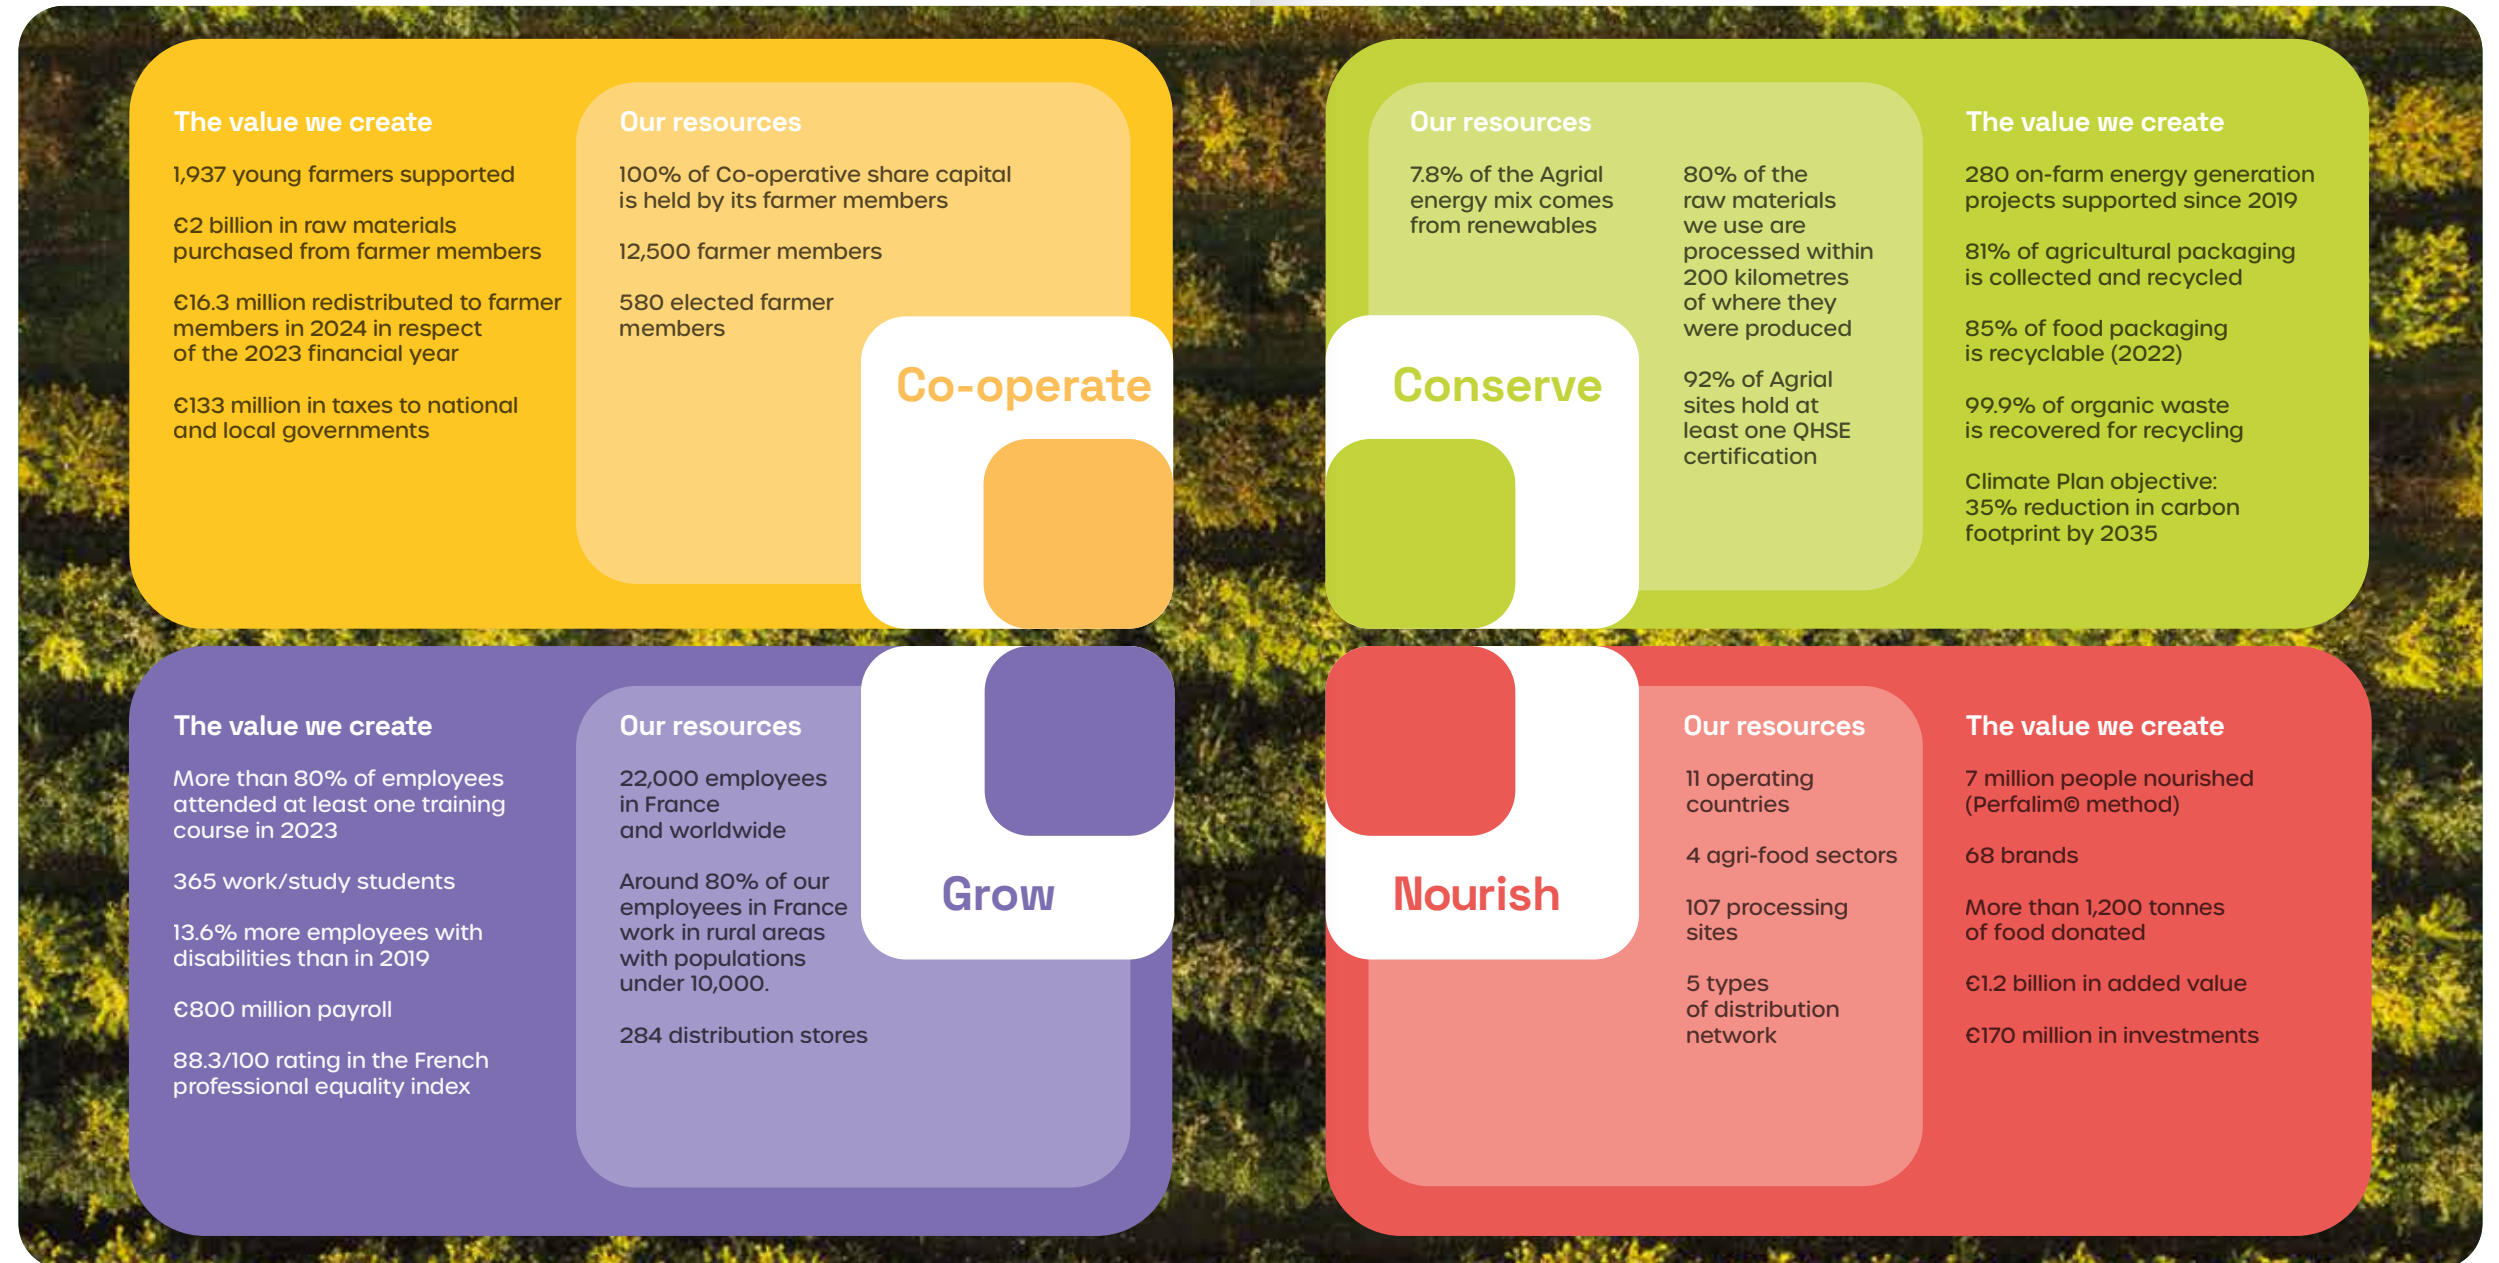 The value we create
1,937 young farmers supported
€2 billion in raw materials
purchased from farmer members
€16.3 million redistributed to farmer
members in 2024 in respect
of the 2023 financial year
€133 million in taxes to national
and local governments
Our resources
100% of Co-operative share capital
is held by its farmer members
12,500 farmer members
580 elected farmer
members
Co-operate
Conserve
Our resources
7.8% of the Agrial
energy mix comes
from renewables
80% of the
raw materials
we use are
processed within
200 kilometres
of where they
were produced
92% of Agrial
sites hold at
least one QHSE
certification
The value we create
280 on-farm energy generation
projects supported since 2019
81% of agricultural packaging
is collected and recycled
85% of food packaging
is recyclable (2022)
99.9% of organic waste
is recovered for recycling
Climate Plan objective:
35% reduction in carbon
footprint by 2035
The value we create
More than 80% of employees
attended at least one training
course in 2023
365 work/study students
13.6% more employees with
disabilities than in 2019
€800 million payroll
88.3/100 rating in the French
professional equality index
Our resources
22,000 employees
in France
and worldwide
Around 80% of our
employees in France
work in rural areas
with populations
under 10,000.
284 distribution stores
Grow
Nourish
Our resources
11 operating
countries
4 agri-food sectors
107 processing
sites
5 types
of distribution
network
The value we create
7 million people nourished
(Perfalim© method)
68 brands
More than 1,200 tonnes
of food donated
€1.2 billion in added value
€170 million in investments